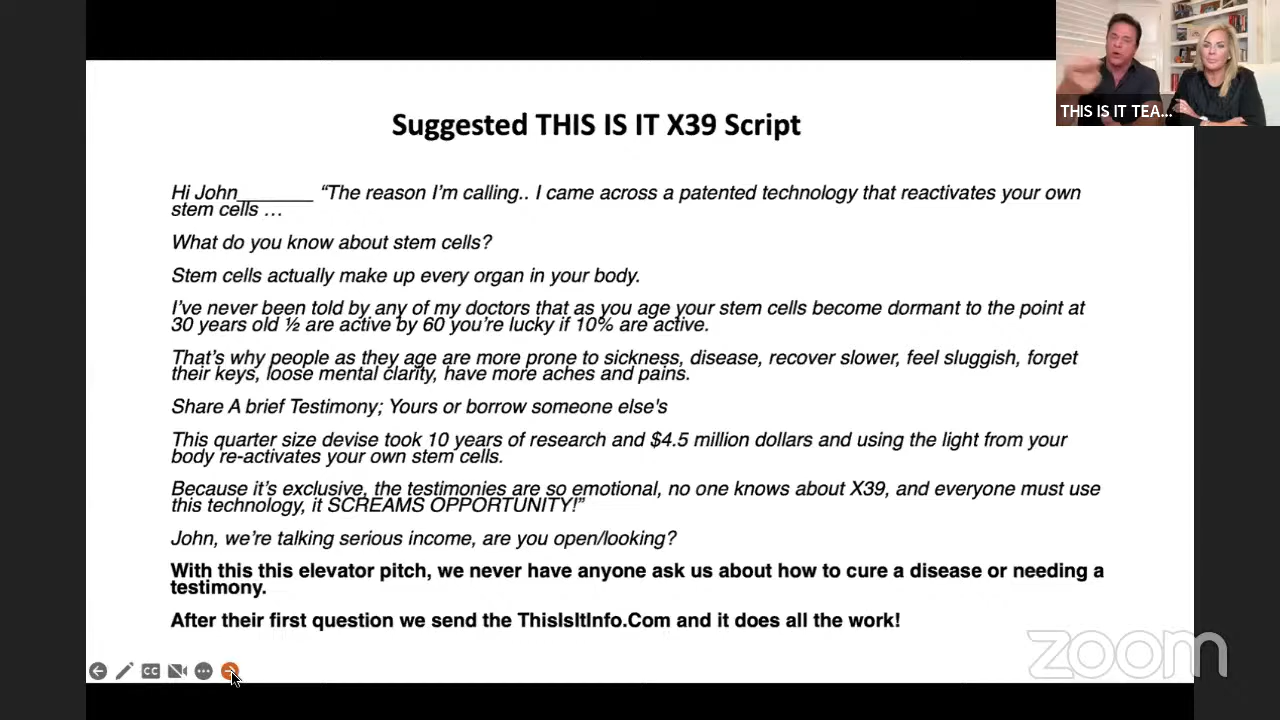 THIS IS IT TEA...
Suggested THIS IS IT X39 Script
Hi John_______ “The reason I’m calling.. I came across a patented technology that reactivates your own
stem cells …
What do you know about stem cells?
Stem cells actually make up every organ in your body.
I’ve never been told by any of my doctors that as you age your stem cells become dormant to the point at
30 years old ½ are active by 60 you’re lucky if 10% are active.
That’s why people as they age are more prone to sickness, disease, recover slower, feel sluggish, forget
their keys, loose mental clarity, have more aches and pains.
Share A brief Testimony; Yours or borrow someone else's
This quarter size devise took 10 years of research and $4.5 million dollars and using the light from your
body re-activates your own stem cells.
Because it’s exclusive, the testimonies are so emotional, no one knows about X39, and everyone must use
this technology, it SCREAMS OPPORTUNITY!”
John, we’re talking serious income, are you open/looking?
With this this elevator pitch, we never have anyone ask us about how to cure a disease or needing a
testimony.
After their first question we send the ThisIsItInfo.Com and it does all the work!
CC
zoom